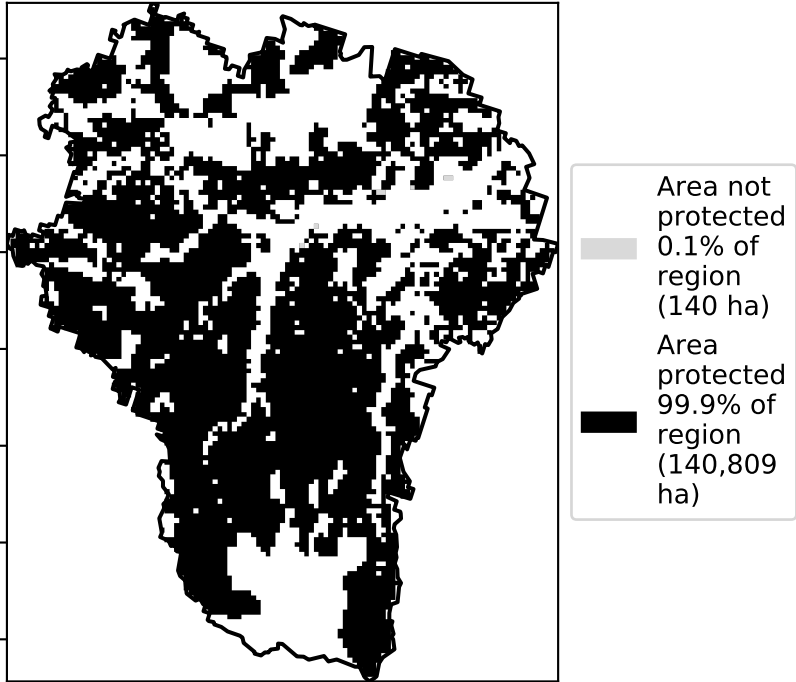 Area not
protected
0.1% of
region
(140 ha)
Area
protected
99.9% of
region
(140,809
ha)